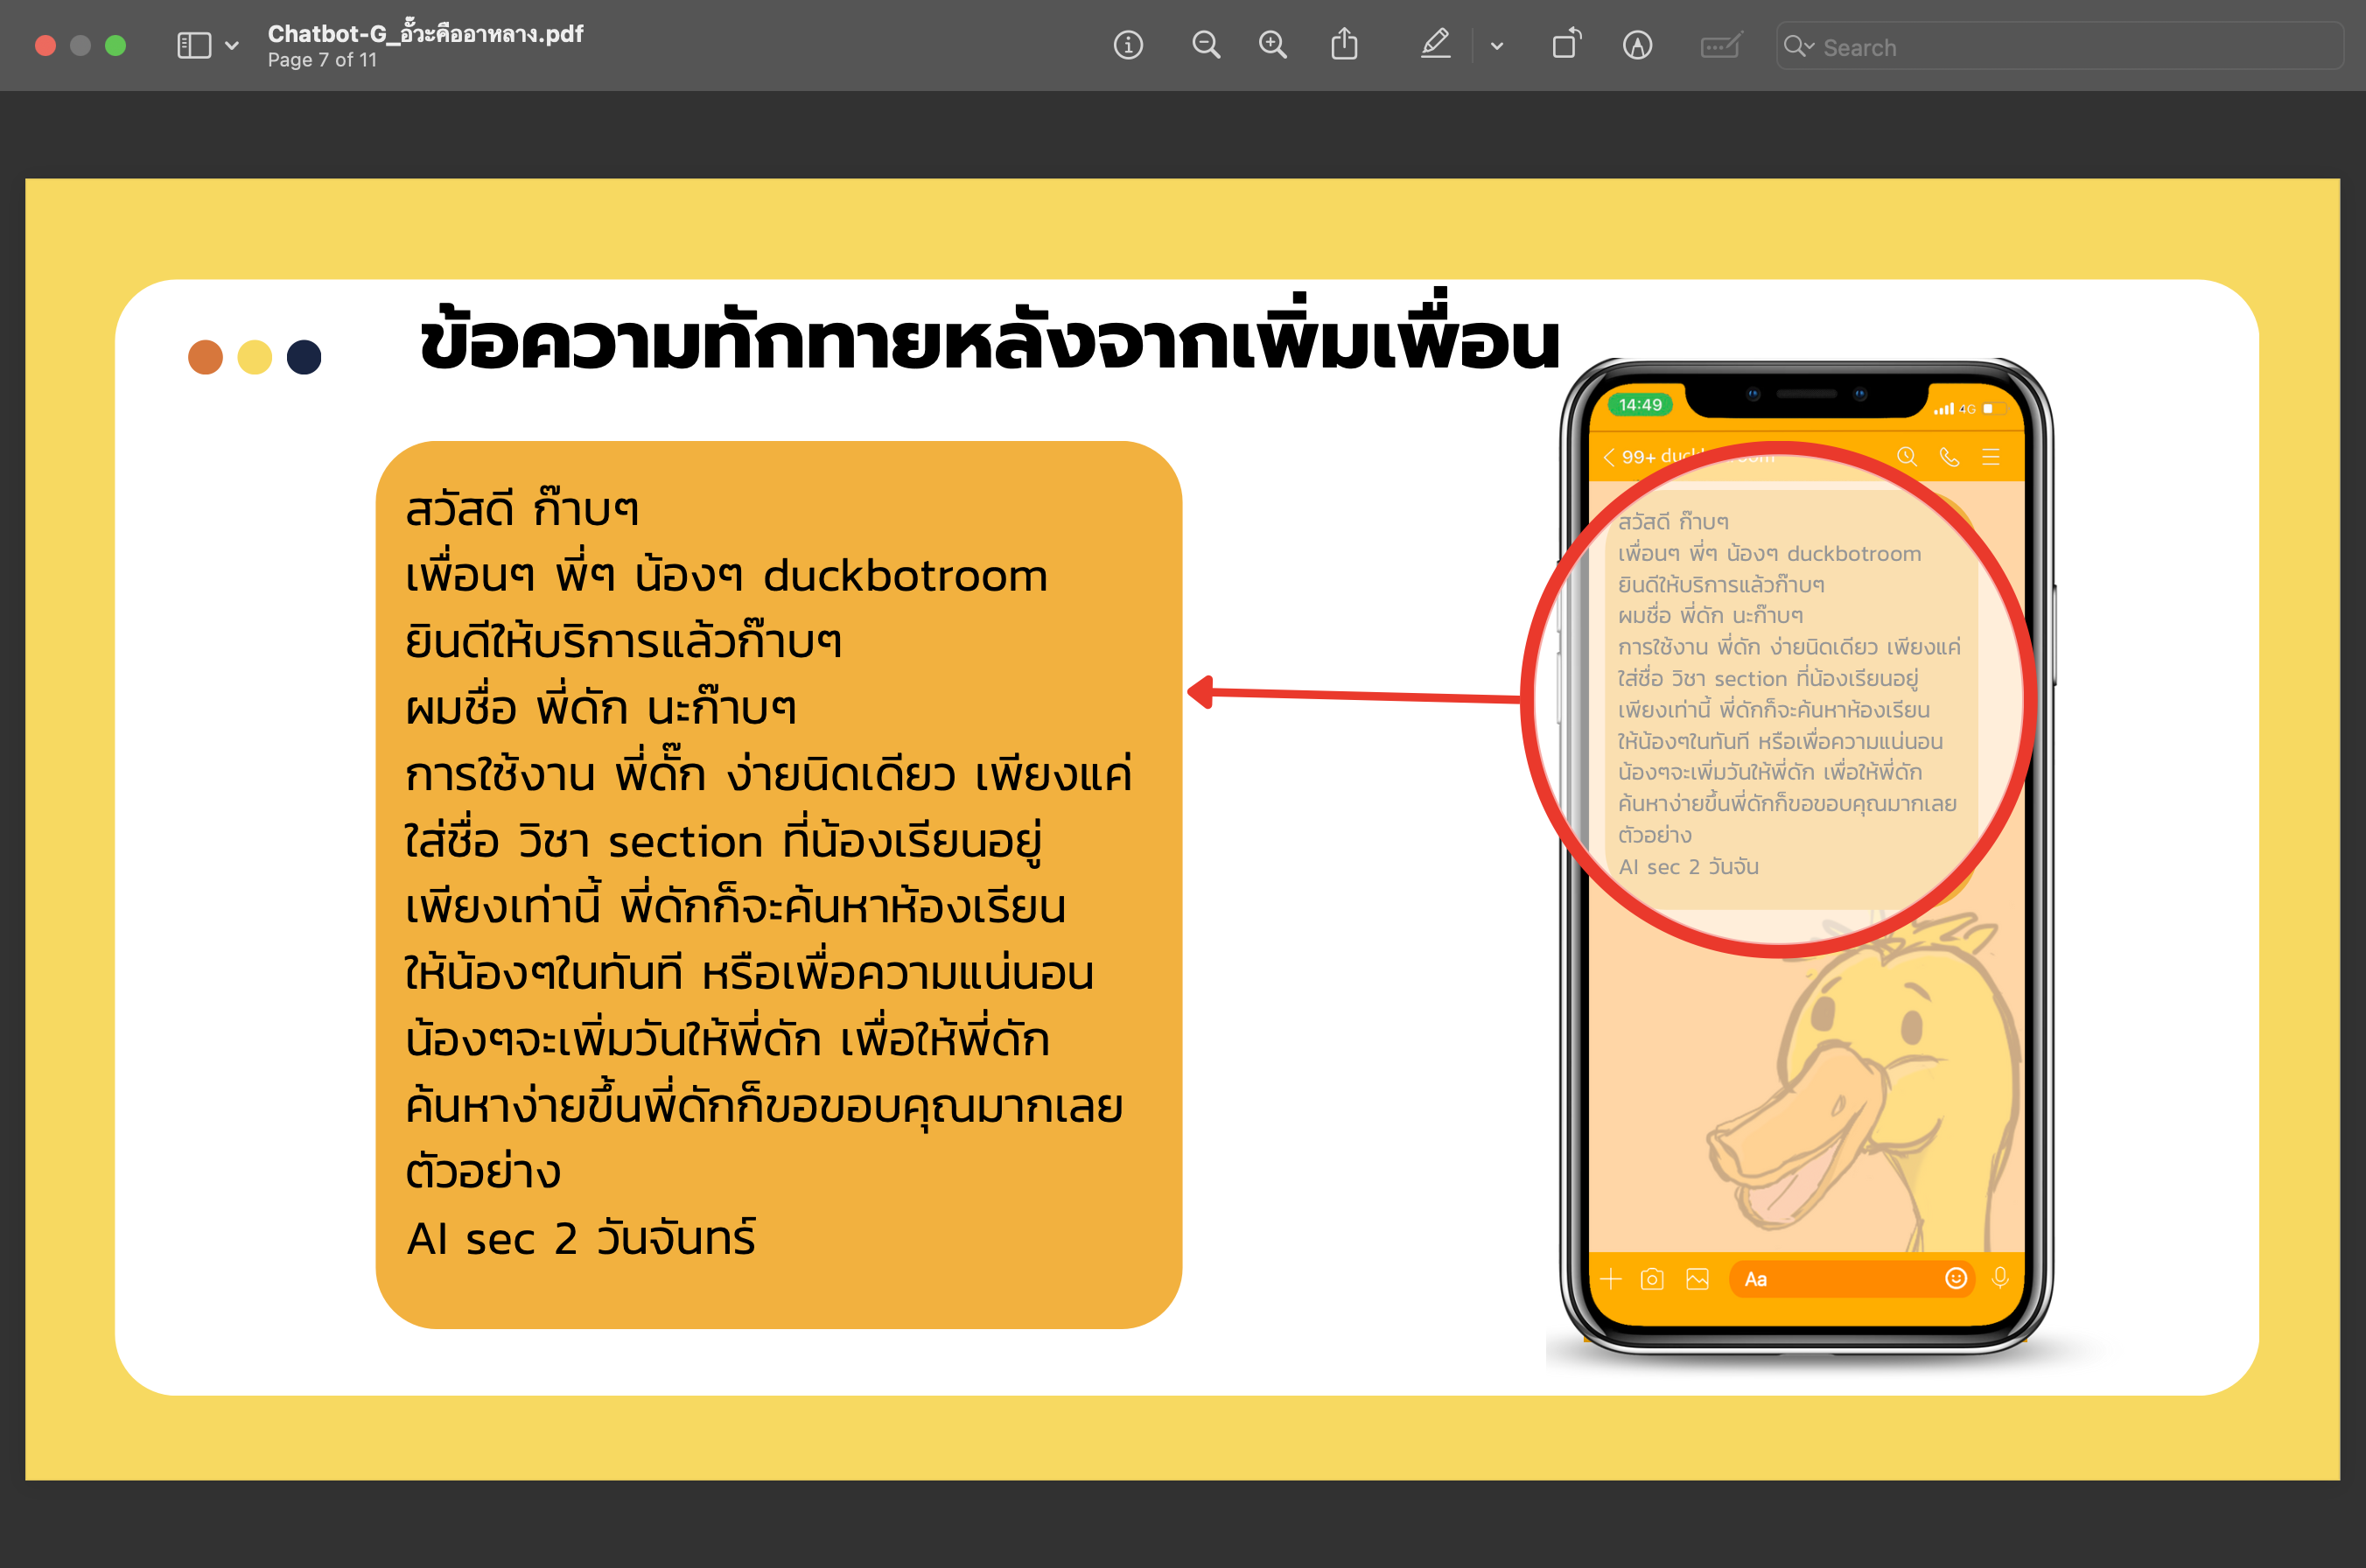 Chatbot-G_อั๊วะคืออาหลาง.pdf
Page 7 of 11
Search
ข้อความทักทายหลังจากเพิ่มเพื่อน
สวัสดี ก๊าบๆ
เพื่อนๆ พี่ๆ น้องๆ duckbotroom
ยินดีให้บริการแล้วก๊าบๆ
ผมชื่อ พี่ดัก นะก๊าบๆ
การใช้งาน พี่ดั๊ก ง่ายนิดเดียว เพียงแค่
ใส่ชื่อ วิชา section ที่น้องเรียนอยู่
เพียงเท่านี้ พี่ดักก็จะค้นหาห้องเรียน
ให้น้องๆในทันที หรือเพื่อความแน่นอน
น้องๆจะเพิ่มวันให้พี่ดัก เพื่อให้พี่ดัก
ค้นหาง่ายขึ้นพี่ดักก็ขอขอบคุณมากเลย
ตัวอย่าง
AI sec 2 วันจันทร์
14:49
4G
99+
สวัสดี ก๊าบๆ
เพื่อนๆ พี่ๆ น้องๆ duckbotroom
ยินดีให้บริการแล้วก๊าบๆ
ผมชื่อ พี่ดัก นะก๊าบๆ
การใช้งาน พี่ดัก ง่ายนิดเดียว เพียงแค่
ใส่ชื่อ วิชา section ที่น้องเรียนอยู่
เพียงเท่านี้ พี่ดักก็จะค้นหาห้องเรียน
ให้น้องๆในทันที หรือเพื่อความแน่นอน
น้องๆจะเพิ่มวันให้พี่ดัก เพื่อให้พี่ดัก
ค้นหาง่ายขึ้นพี่ดักก็ขอขอบคุณมากเลย
ตัวอย่าง
AI sec 2 วันจัน
Aa